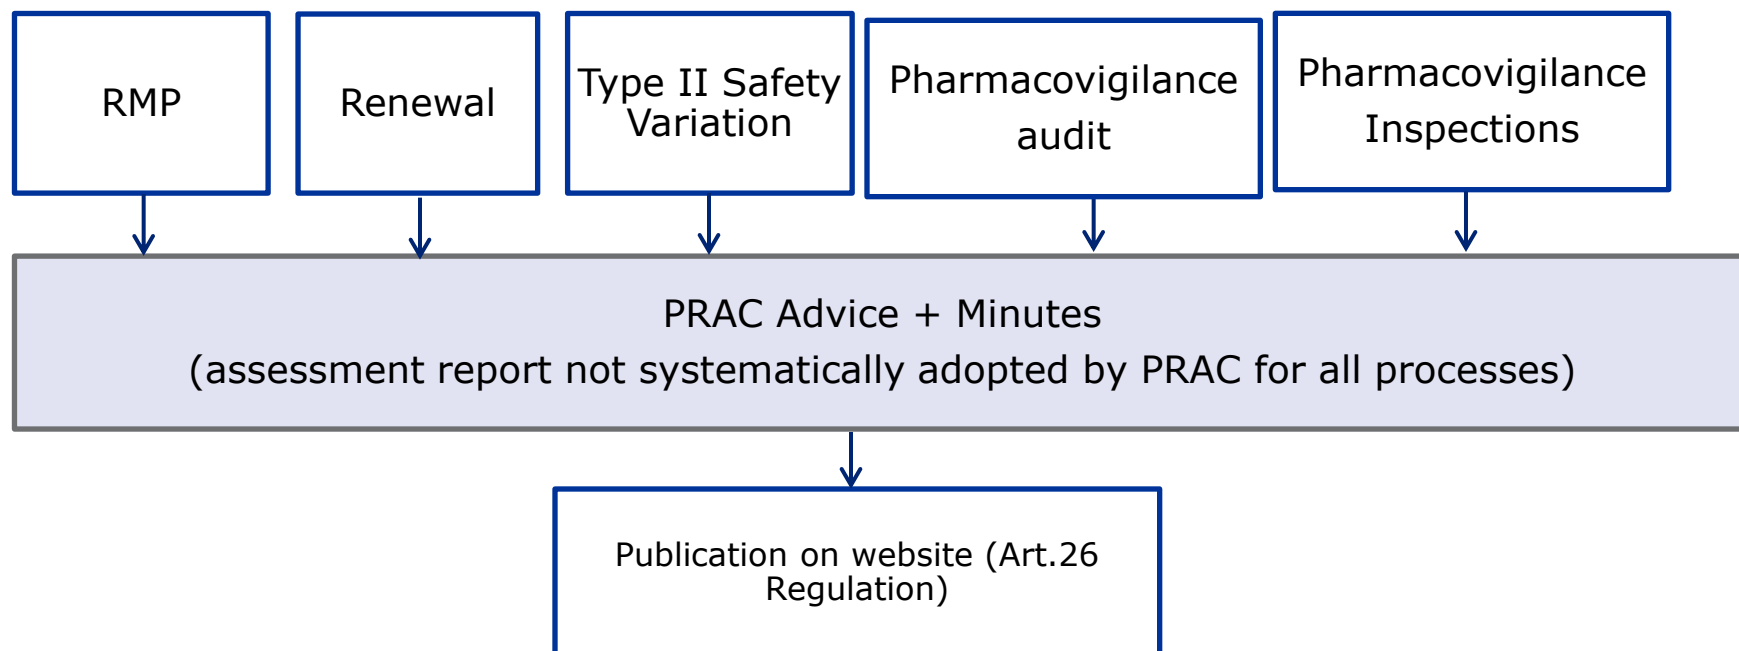 RMP
Renewal
Type II Safety
Variation
Pharmacovigilance
audit
Pharmacovigilance
Inspections
PRAC Advice + Minutes
(assessment report not systematically adopted by PRAC for all processes)
Publication on website (Art.26
Regulation)